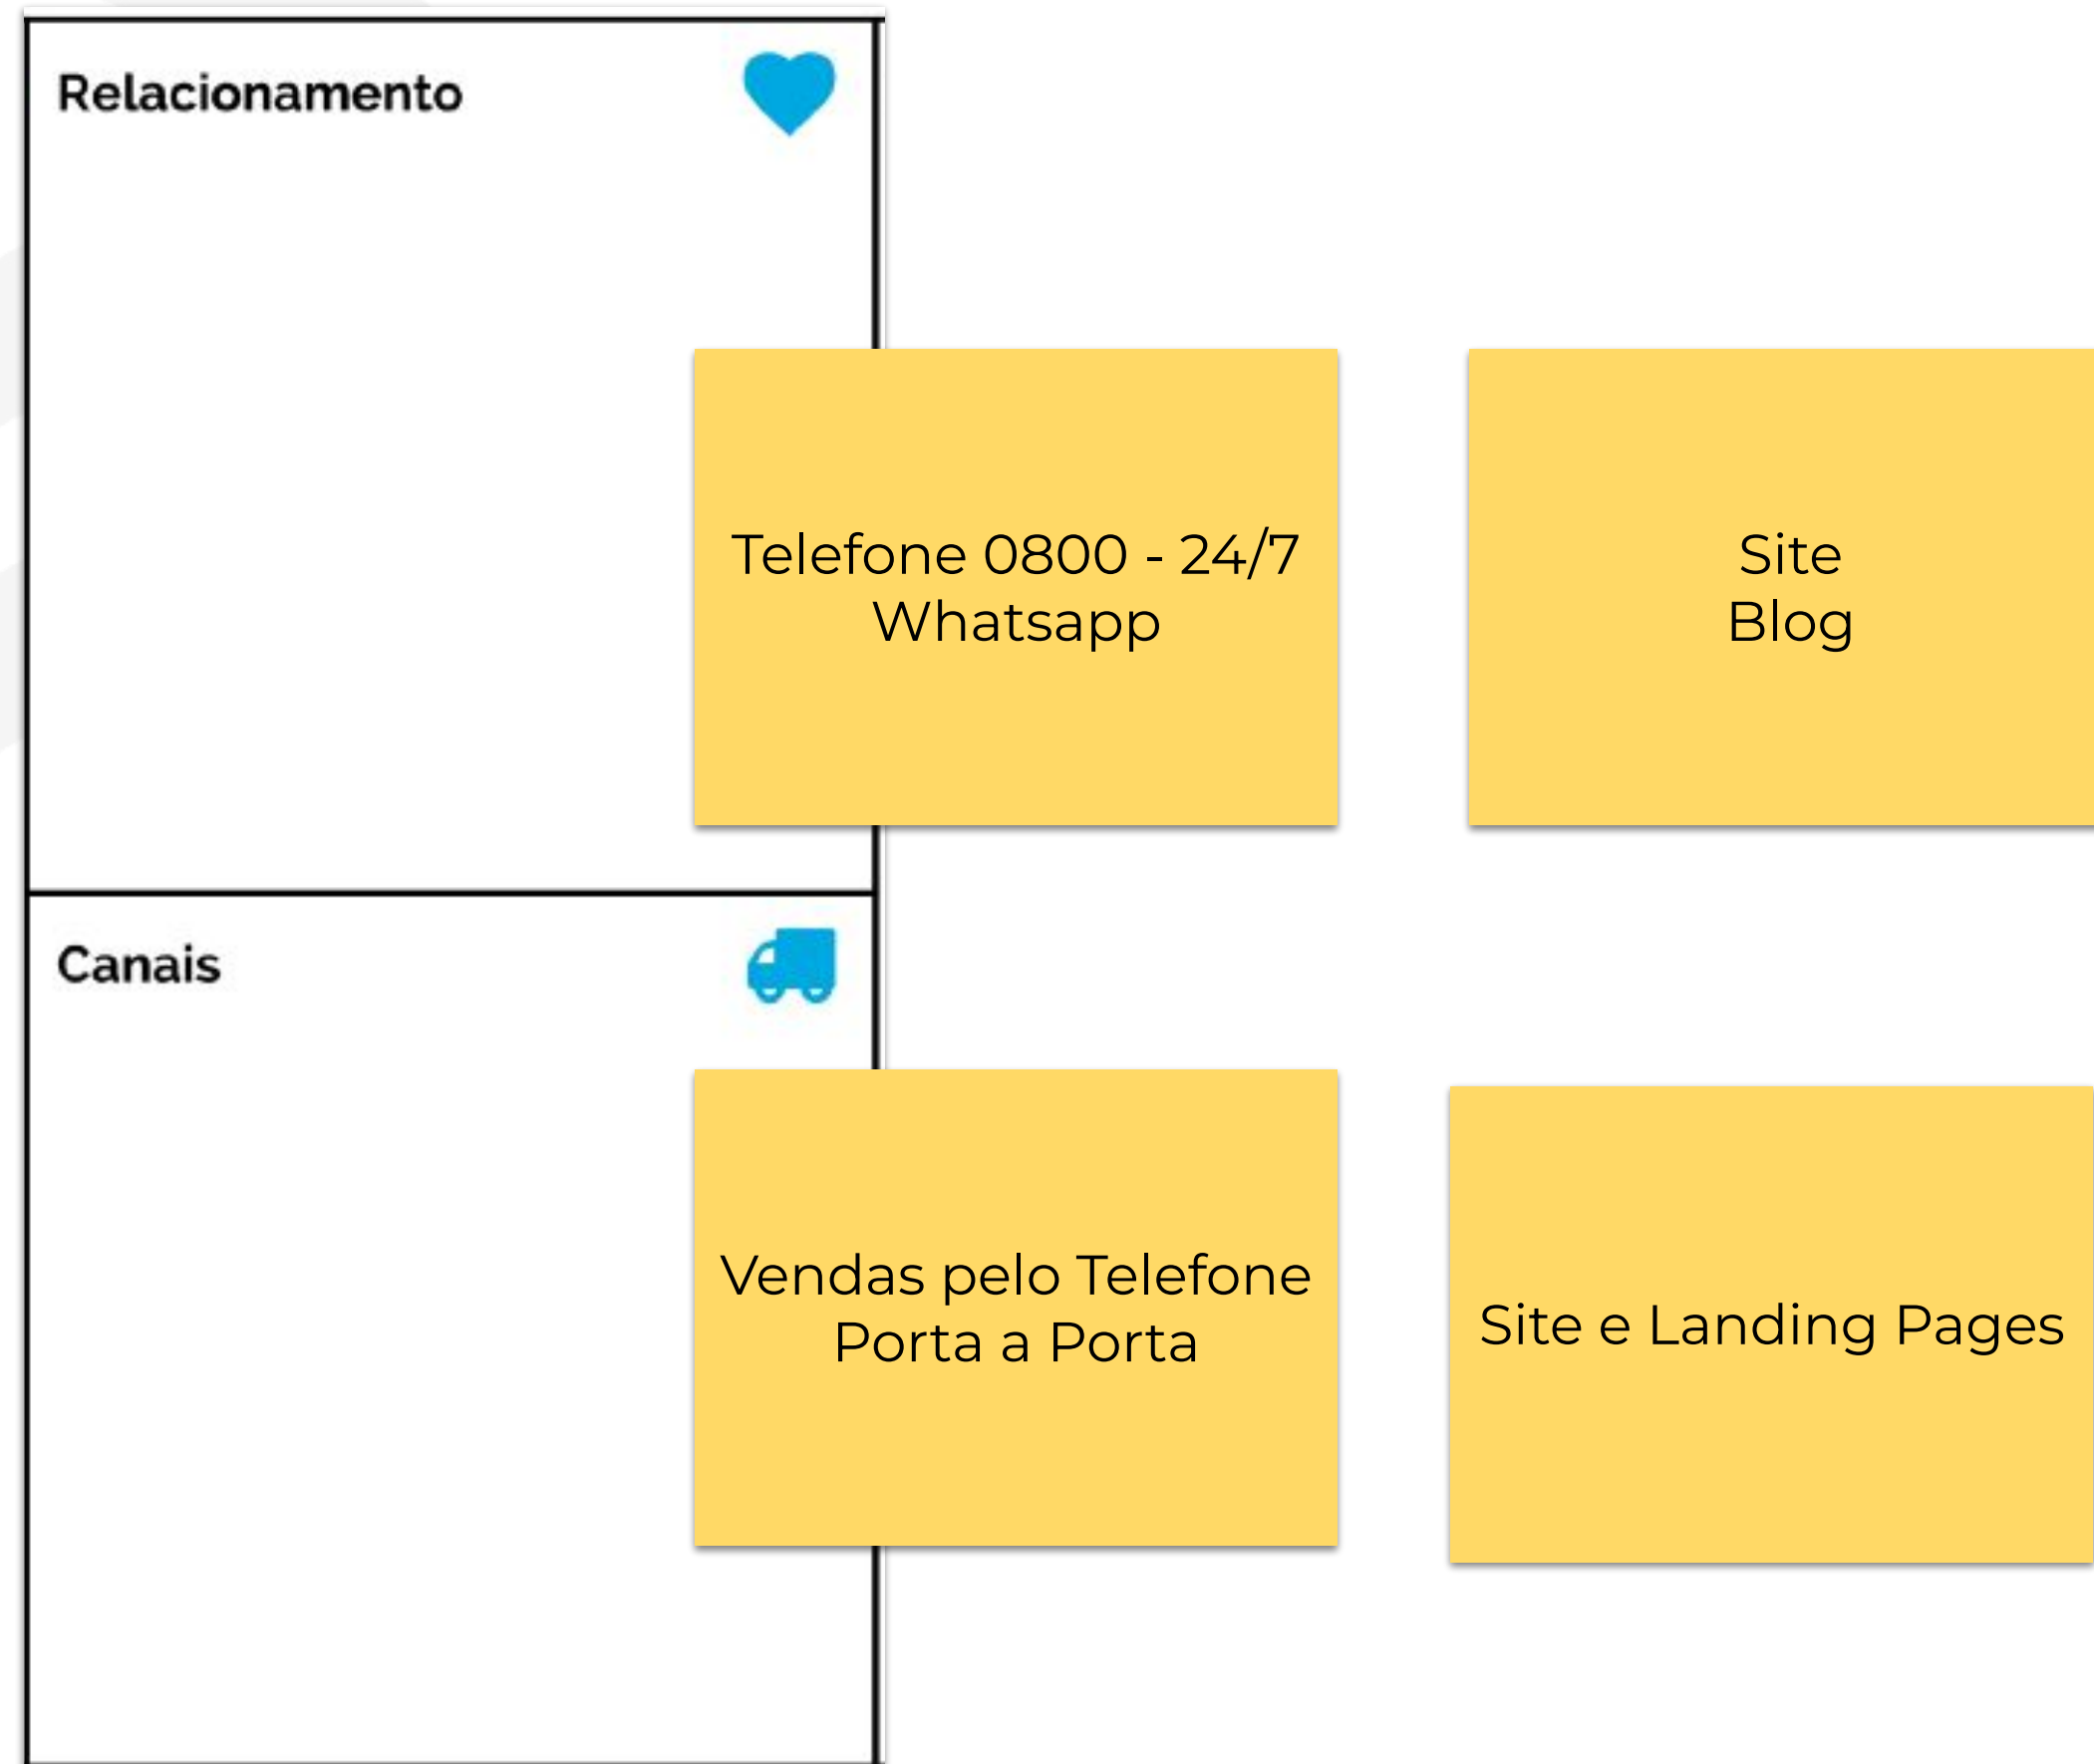 Relacionamento
Telefone 0800 - 24/7
Whatsapp
Site
Blog
Canais
Vendas pelo Telefone
Porta a Porta
Site e Landing Pages